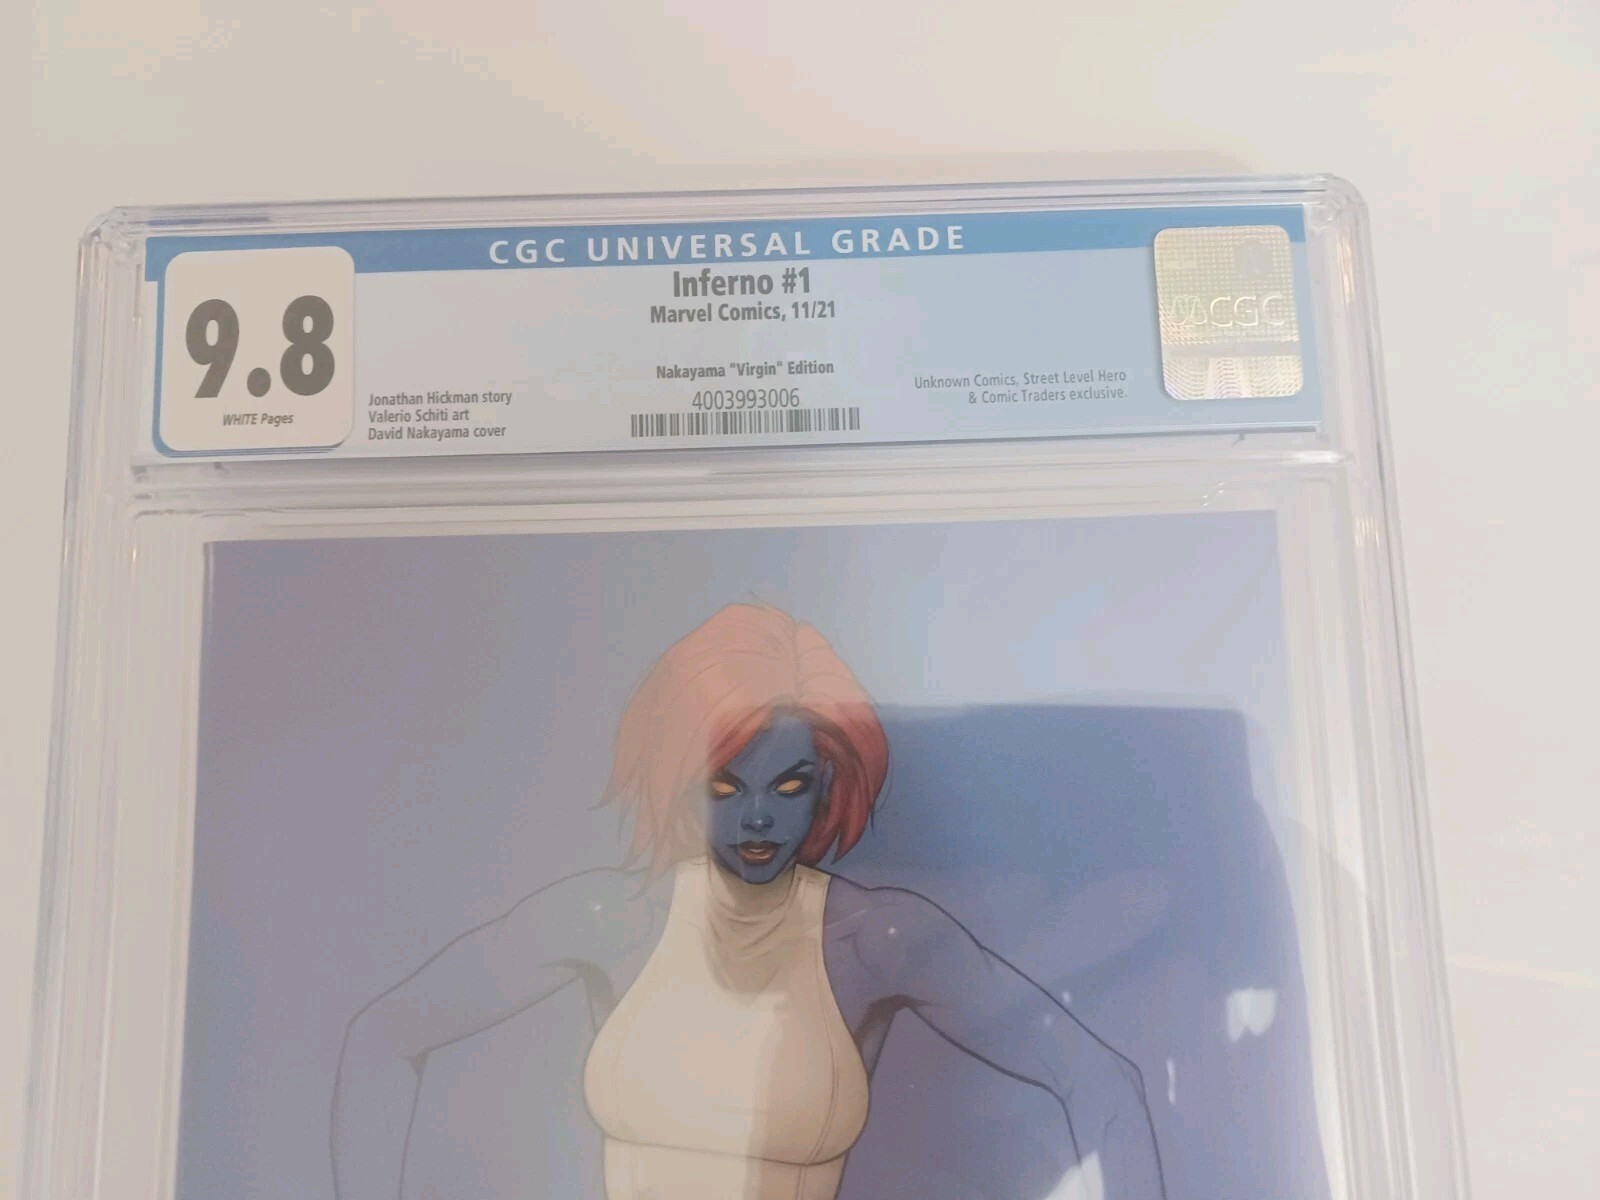 CGC UNIVERSAL GRADE
9.8
WHITE Pages
Inferno #1
Marvel Comics, 11/21
Nakayama "Virgin" Edition
4003993006
Jonathan Hickman story
Valerio Schiti art
David Nakayama cover
Unknown Comics, Street Level Hero
& Comic Traders exclusive.
CGC